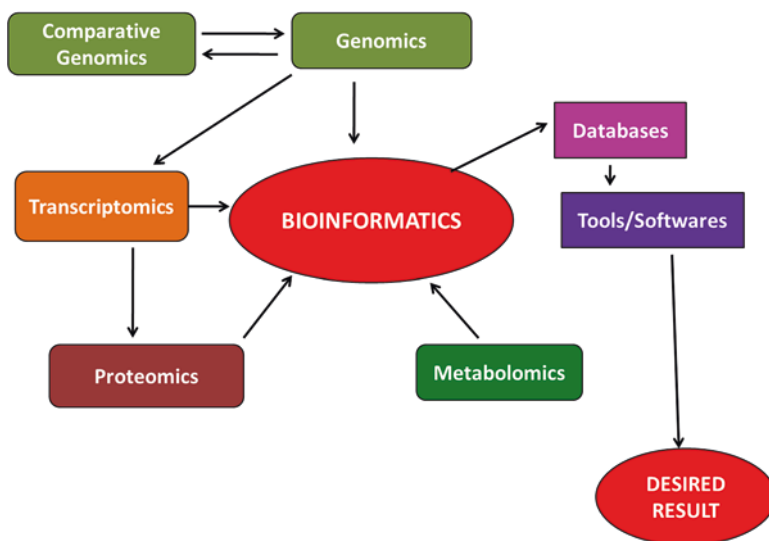 Comparative
Genomics
Genomics
Databases
Transcriptomics
BIOINFORMATICS
Tools/Softwares
Proteomics
Metabolomics
DESIRED
RESULT